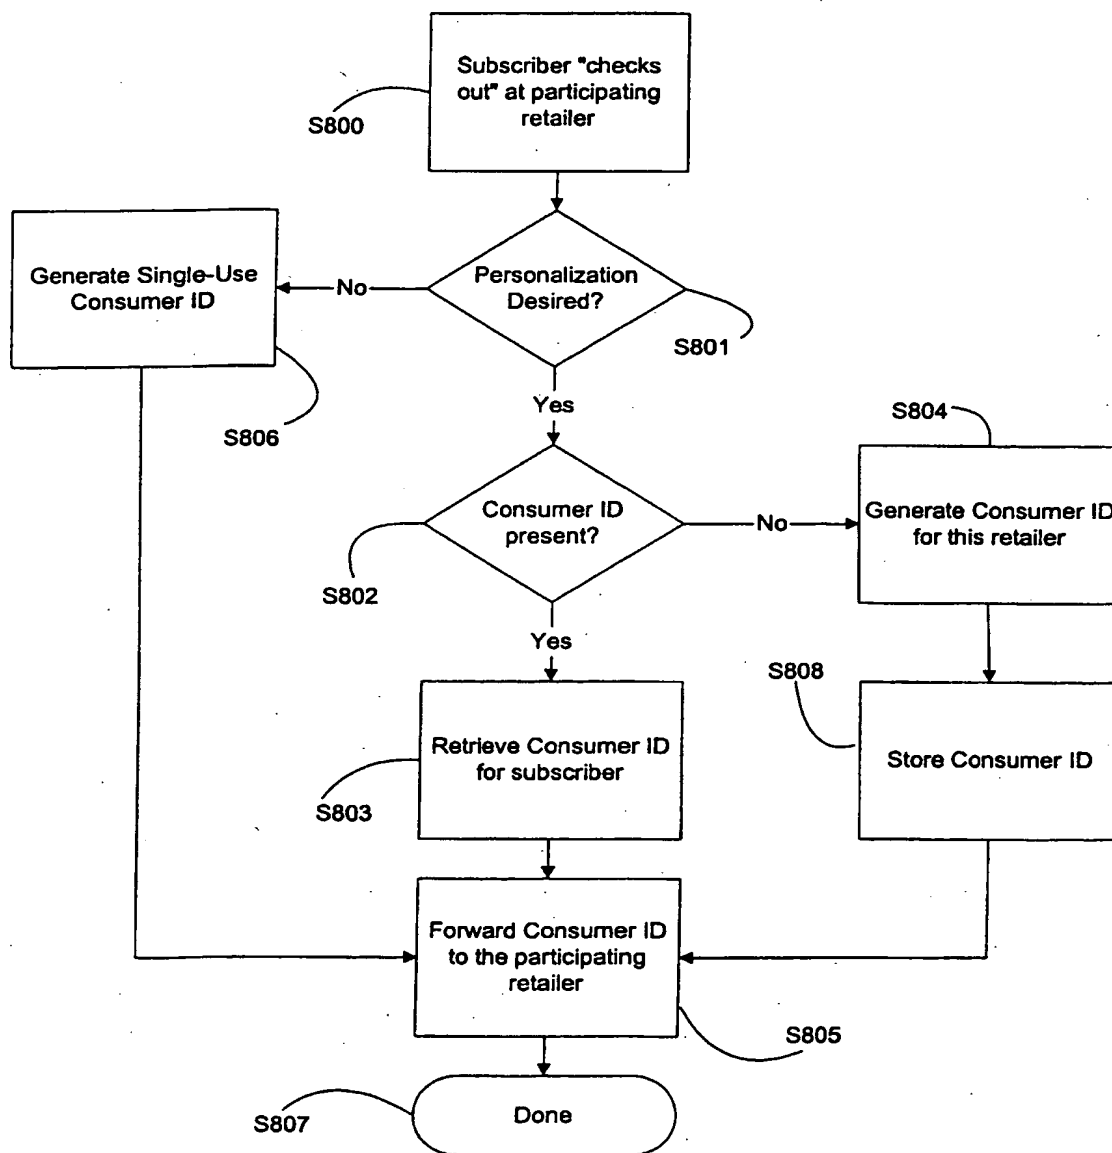 Subscriber "checks
out" at participating
retailer
S800
Generate Single-Use
Consumer ID
No
Personalization
Desired?
S801
S806
Yes
S804
Consumer ID
present?
No
Generate Consumer ID
for this retailer
S802
Yes
S808
Retrieve Consumer ID
for subscriber
Store Consumer ID
S803
Forward Consumer ID
to the participating
retailer
S805
Done
S807